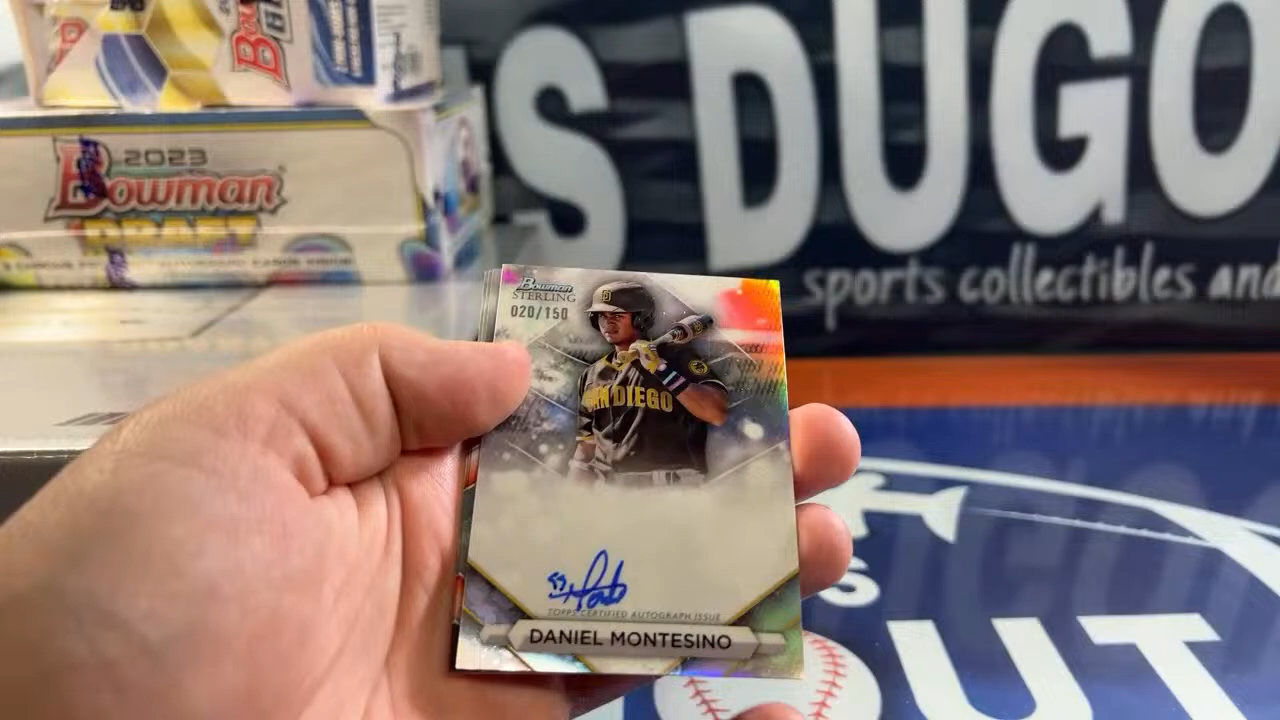 2023
Bowman
DRAFT
S DUGO
sports collectibles and
Bowman
STERLING
020/150
SAN DIEGO
TOPPS CERTIFIED AUTOGRAPH ISSUE
DANIEL MONTESINO
OUT